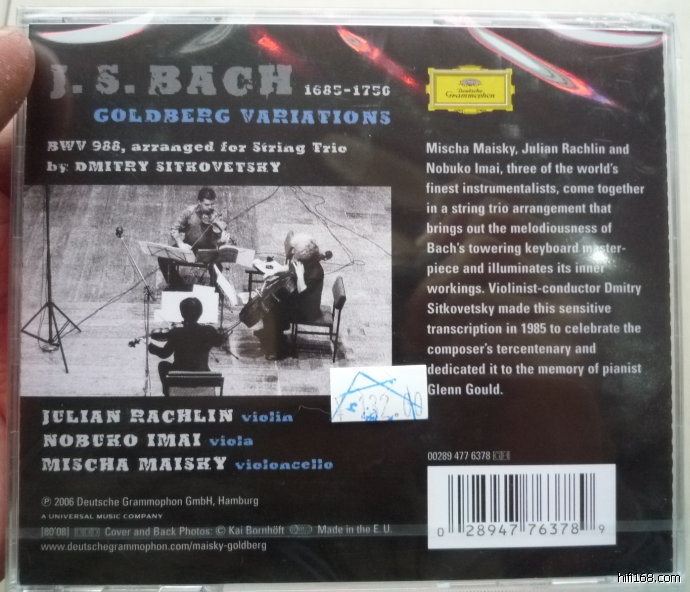 J. S. BACH 1685-1750
GOLDBERG VARIATIONS
BWV 988, arranged for String Trio
by DMITRY SITKOVETSKY
Deutsche
Grammophon
Mischa Maisky, Julian Rachlin and
Nobuko Imai, three of the world's
finest instrumentalists, come together
in a string trio arrangement that
brings out the melodiousness of
Bach's towering keyboard master-
piece and illuminates its inner
workings. Violinist-conductor Dmitry
Sitkovetsky made this sensitive
transcription in 1985 to celebrate the
composer's tercentenary and
dedicated it to the memory of pianist
Glenn Gould.
JULIAN RACHLIN violin
NOBUKO IMAI viola
MISCHA MAISKY violoncello
℗ 2006 Deutsche Grammophon GmbH, Hamburg
A UNIVERSAL MUSIC COMPANY
[80'08] Cover and Back Photos: © Kai Bornhöft Made in the E. U.
www.deutschegrammophon.com/maisky-goldberg
00289 477 6378
0 28947 76378 9
hifi168.com